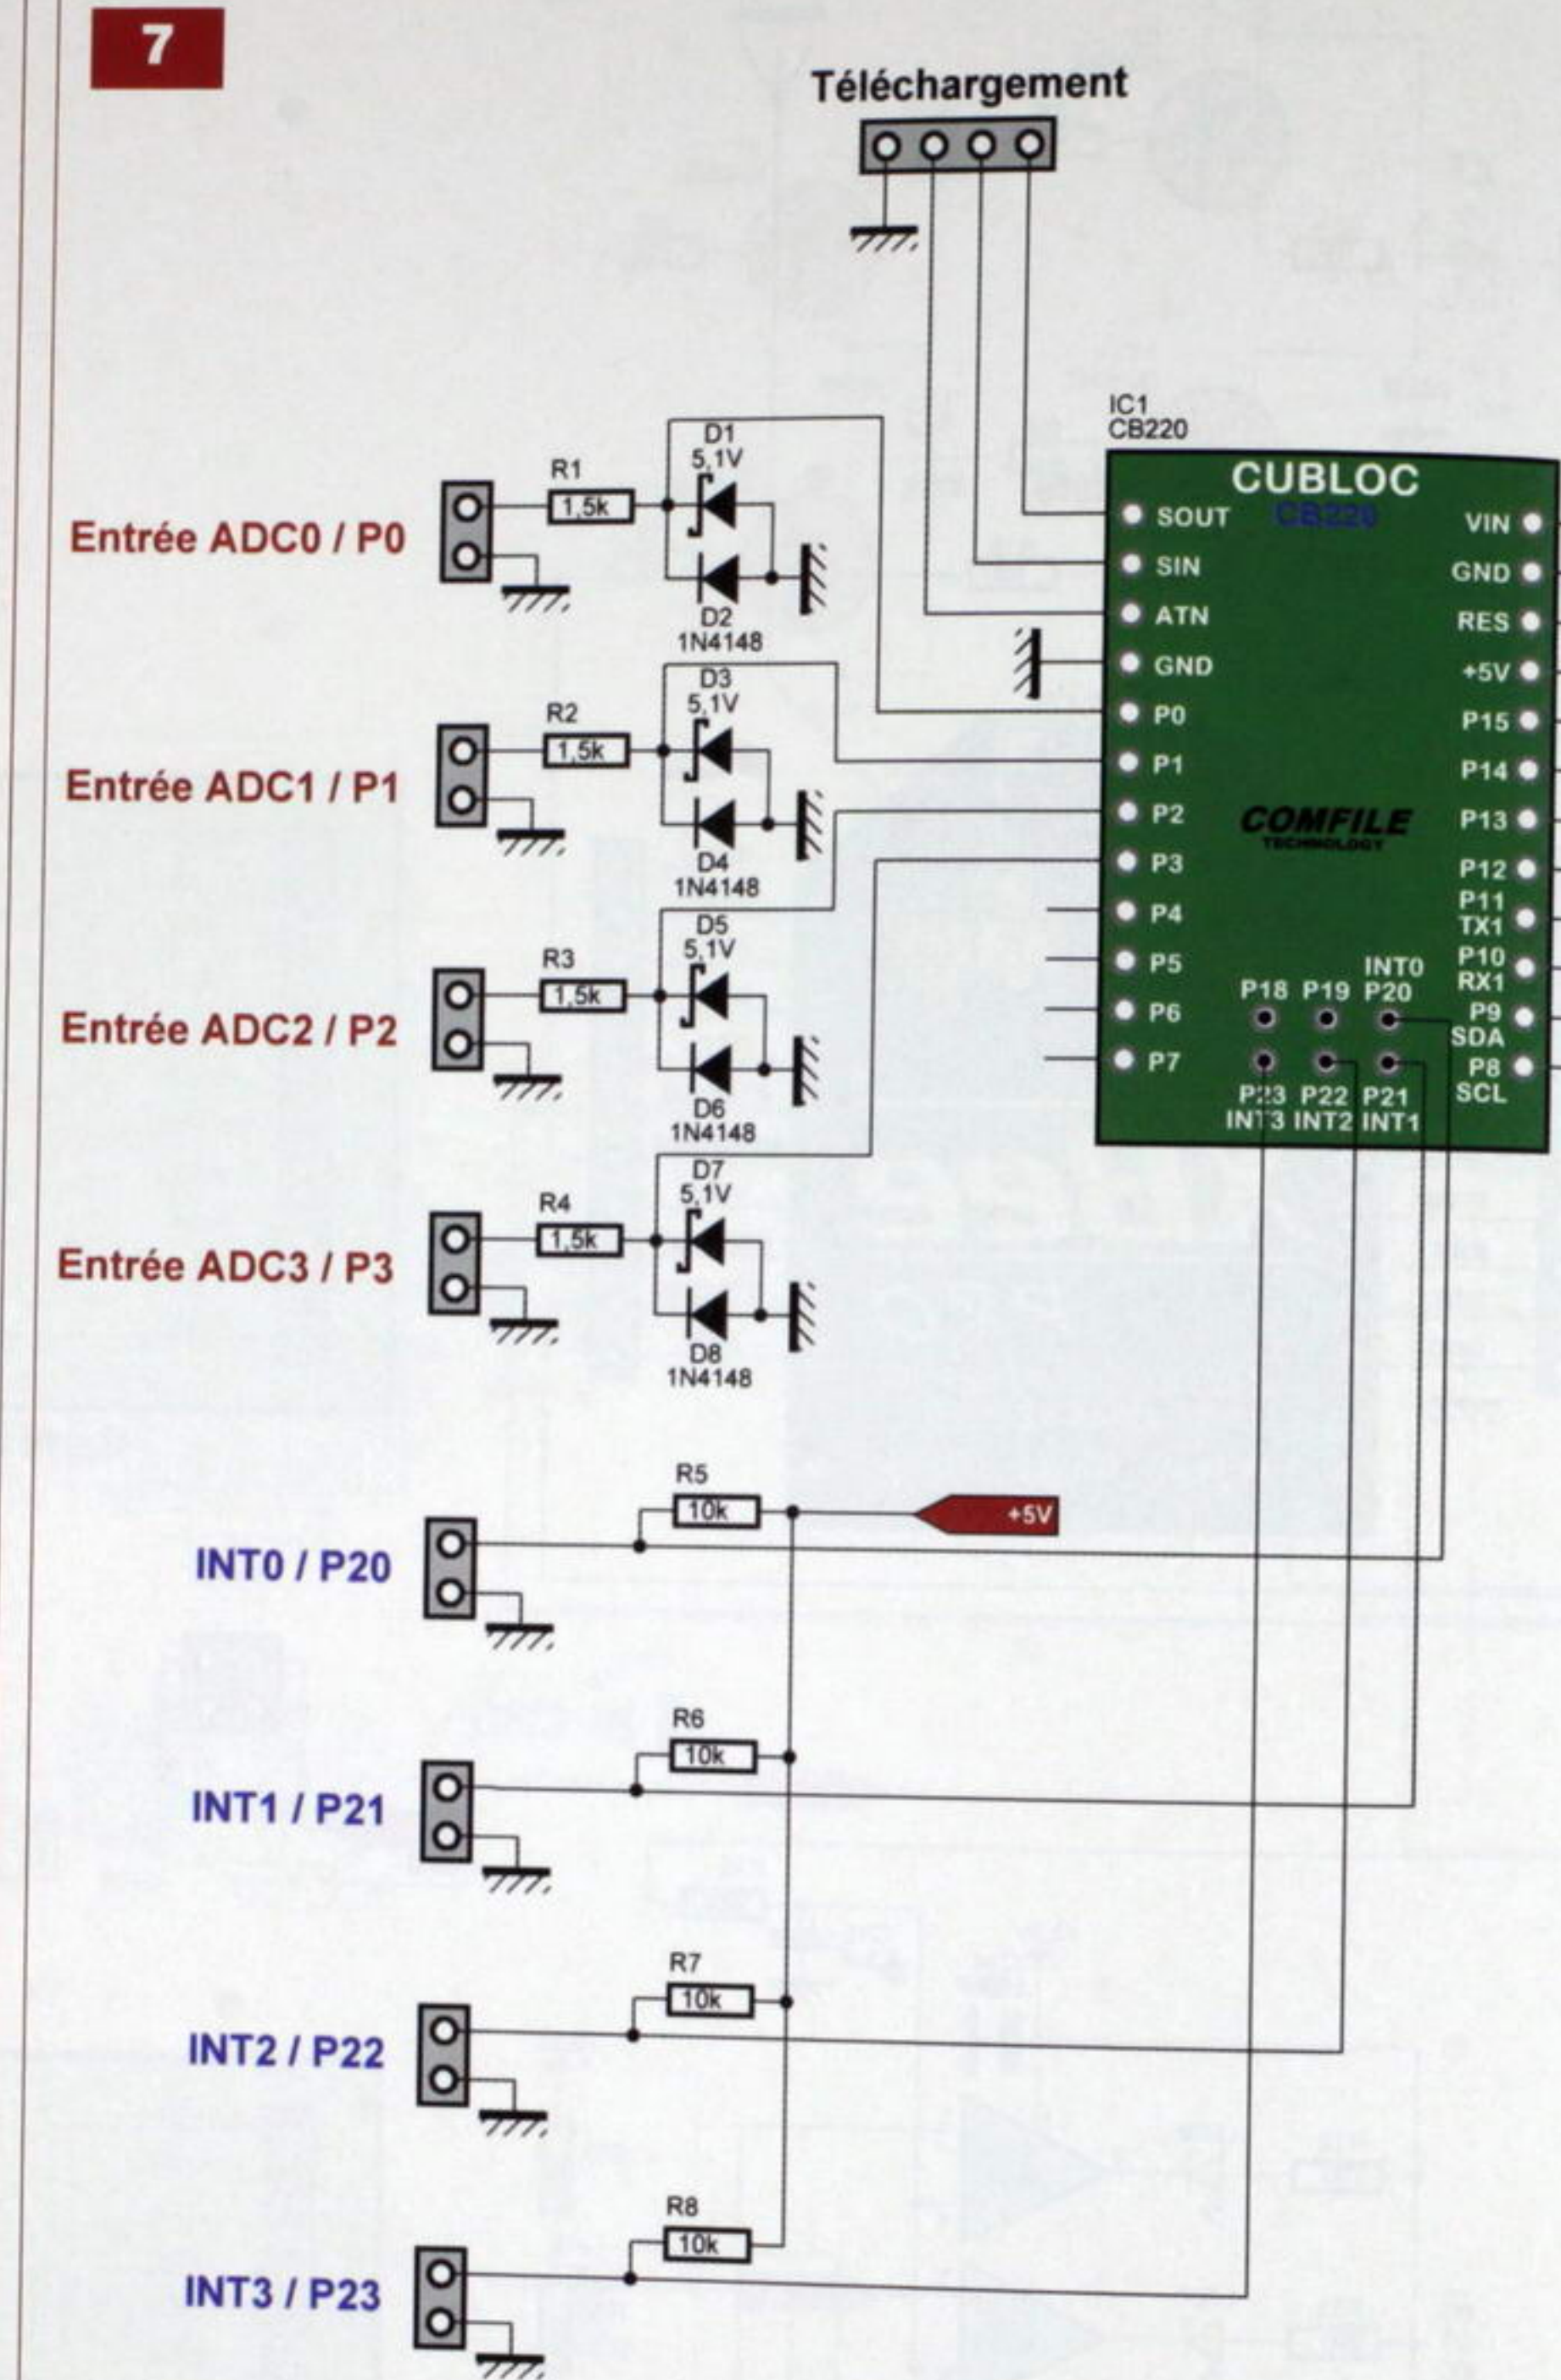 7
Téléchargement
IC1
CB220
CUBLOC
CB220
SOUT
SIN
ATN
GND
P0
P1
P2
P3
P4
P5
P6
P7
VIN
GND
RES
+5V
P15
P14
P13
P12
P11
TX1
P10
RX1
P9
SDA
P8
SCL
COMFILE
TECHNOLOGY
INT0
P18 P19 P20
P23 P22 P21
INT3 INT2 INT1
Entrée ADC0 / P0
R1
1,5k
D1
5,1V
D2
1N4148
Entrée ADC1 / P1
R2
1,5k
D3
5,1V
D4
1N4148
Entrée ADC2 / P2
R3
1,5k
D5
5,1V
D6
1N4148
Entrée ADC3 / P3
R4
1,5k
D7
5,1V
D8
1N4148
INT0 / P20
R5
10k
+5V
INT1 / P21
R6
10k
INT2 / P22
R7
10k
INT3 / P23
R8
10k